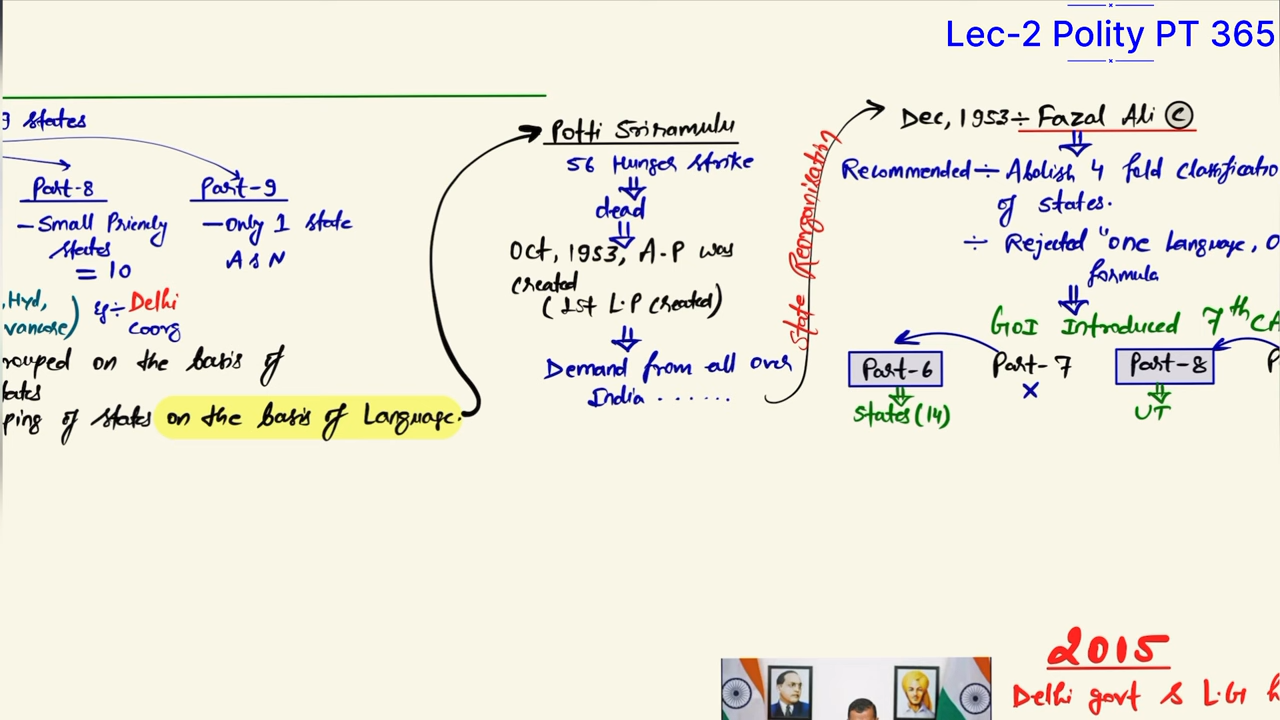 Lec-2 Polity PT 365
9 States
Part-8
- Small Priendly
States
= 10
Part-9
- Only 1 state
A & N
, Hyd,
vancore)
Eg÷ Delhi
Coorg
rouped on the basis of
tates
ping of states on the basis of Language.
Potti Sriramulu
56 Hunger Strike
dead
Oct, 1953, A-P was
created
(1st L.P created)
Demand from all over
India ......
State Reorganisation
Dec, 1953÷ Fazal Ali (C)
Recommended ÷ Abolish 4 fold classificatio
of states.
÷ Rejected "one Language, O
formula
GOI Introduced 7th CA
Part-6
States (14)
Part-7
X
Part-8
UT
P
2015
Delhi govt & L.G h